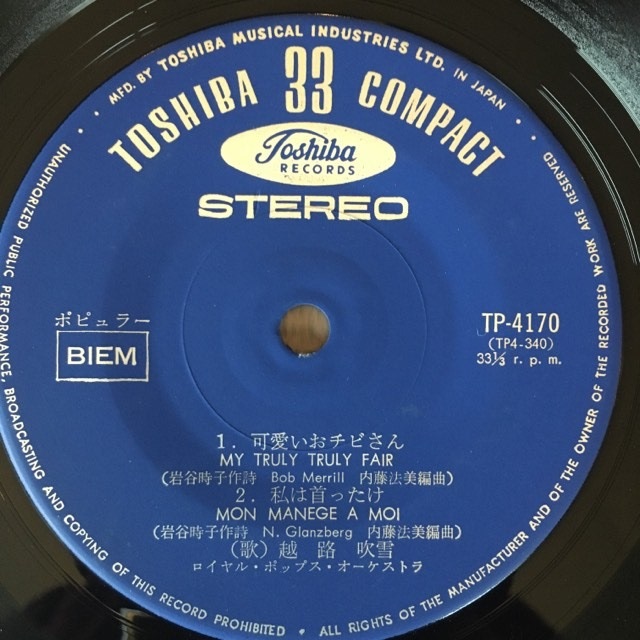 MFD. BY TOSHIBA MUSICAL INDUSTRIES LTD. IN JAPAN
TOSHIBA 33 COMPACT
Toshiba
RECORDS
STEREO
ポピュラー
BIEM
TP-4170
(TP4-340)
33⅓ r. p. m.
1. 可愛いおチビさん
MY TRULY TRULY FAIR
(岩谷時子作詩 Bob Merrill 内藤法美編曲)
2. 私は首ったけ
MON MANEGE A MOI
(岩谷時子作詩 N. Glanzberg 内藤法美編曲)
(歌) 越路 吹雪
ロイヤル・ポップス・オーケストラ
UNAUTHORIZED PUBLIC PERFORMANCE, BROADCASTING AND COPYING OF THIS RECORD PROHIBITED • ALL RIGHTS OF THE MANUFACTURER AND OF THE OWNER OF THE RECORDED WORK ARE RESERVED